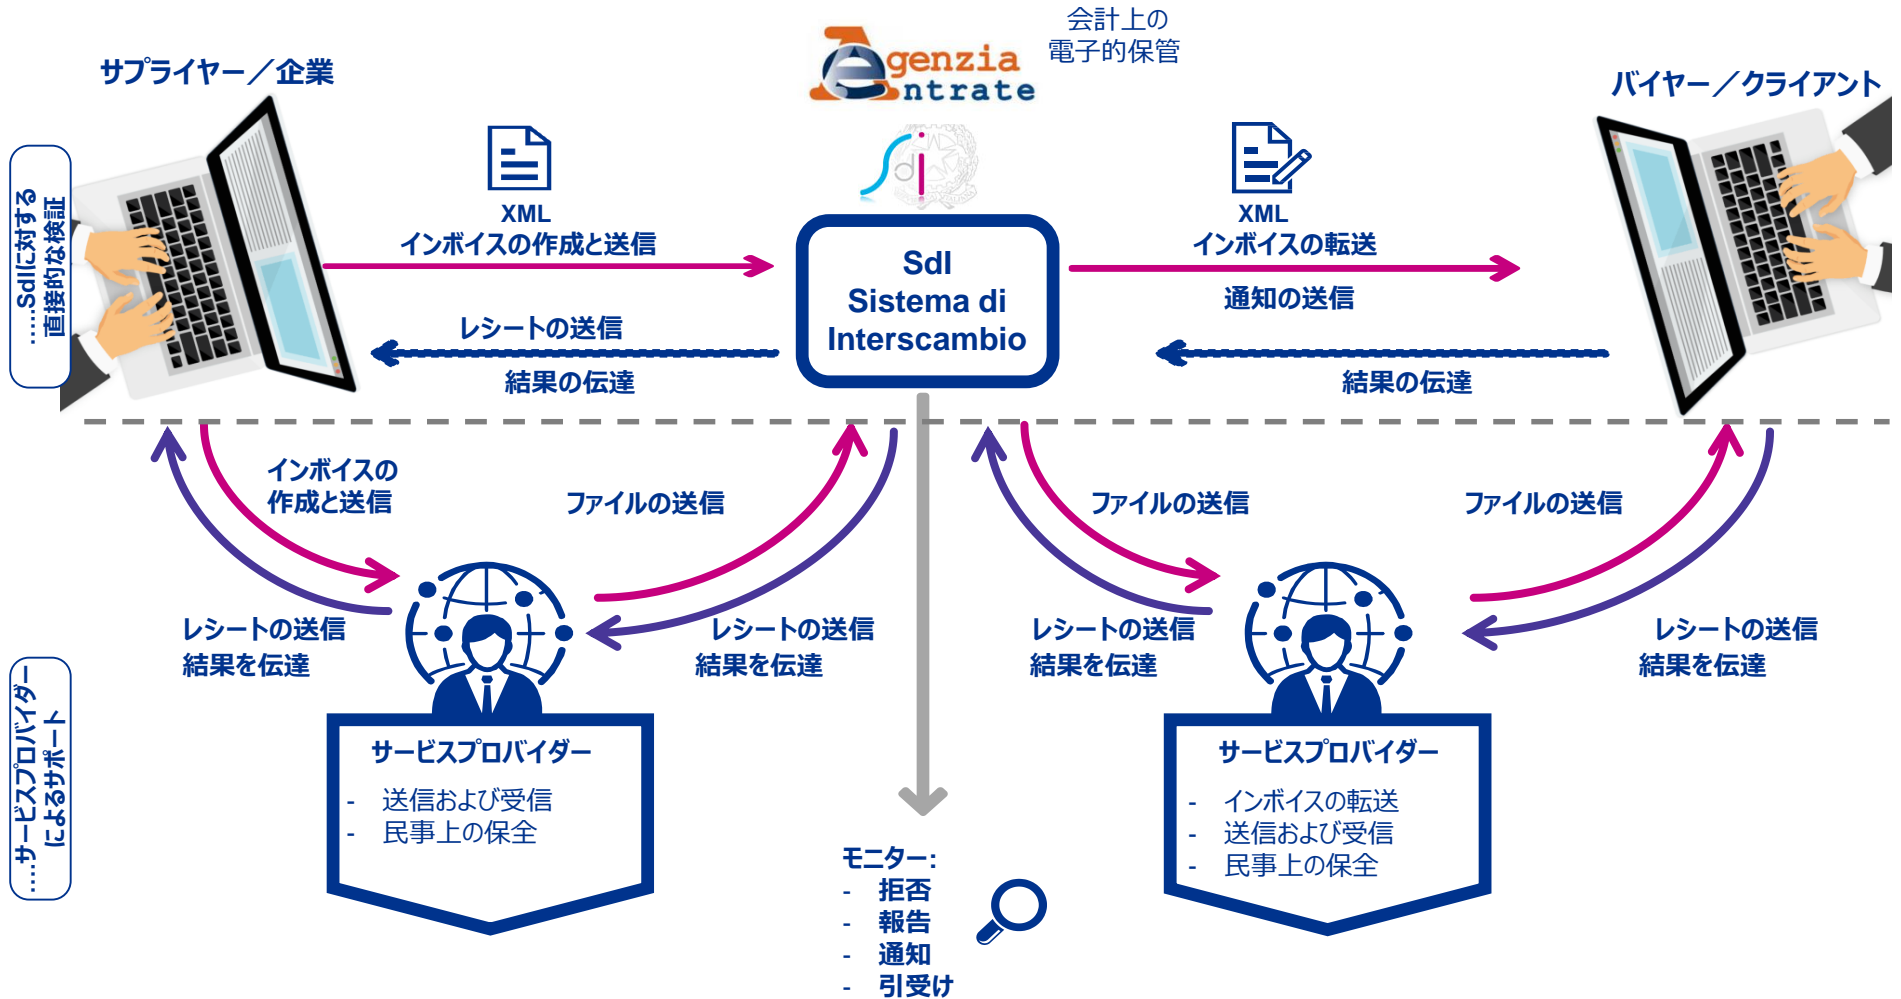 会計上の
電子的保管
Agenzia
entrate
サプライヤー／企業
バイヤー／クライアント
.....SdIに対する
直接的な検証
XML
インボイスの作成と送信
レシートの送信
結果の伝達
Sdi
SdI
Sistema di
Interscambio
XML
インボイスの転送
通知の送信
結果の伝達
インボイスの
作成と送信
ファイルの送信
ファイルの送信
ファイルの送信
レシートの送信
結果を伝達
レシートの送信
結果を伝達
レシートの送信
結果を伝達
レシートの送信
結果を伝達
.....サービスプロバイダー
によるサポート
サービスプロバイダー
- 送信および受信
- 民事上の保全
サービスプロバイダー
- インボイスの転送
- 送信および受信
- 民事上の保全
モニター:
- 拒否
- 報告
- 通知
- 引受け